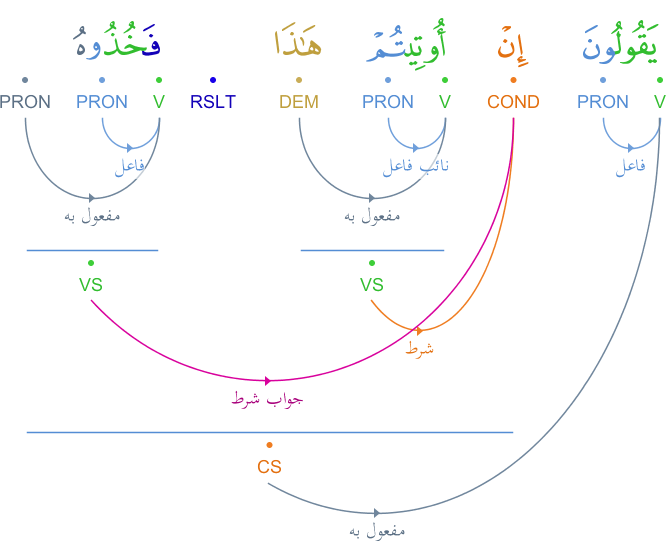 يَقُولُونَ إِنْ أُوتِيتُمْ هَـٰذَا فَخُذُوهُ
PRON PRON V RSLT DEM PRON V COND PRON V
فاعل نائب فاعل فاعل
مفعول به مفعول به
VS VS
شرط
جواب شرط
CS
مفعول به